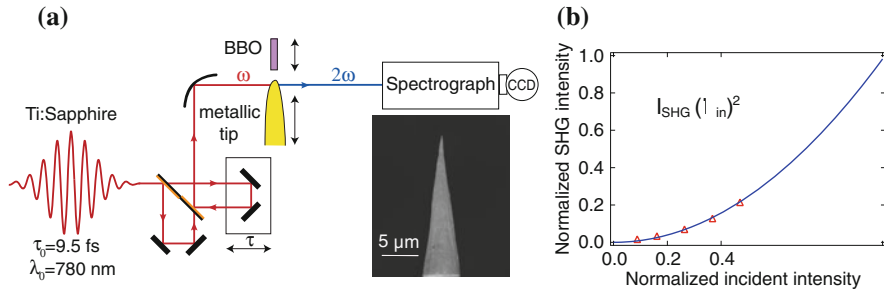 (a)
BBO
ω
2ω
Spectrograph
CCD
metallic
tip
Ti:Sapphire
τ
τ₀=9.5 fs
λ₀=780 nm
5 μm
(b)
Normalized SHG intensity
1.0
0.8
0.6
0.4
0.2
0.0
I_SHG (1_in)²
0.0
0.4
Normalized incident intensity